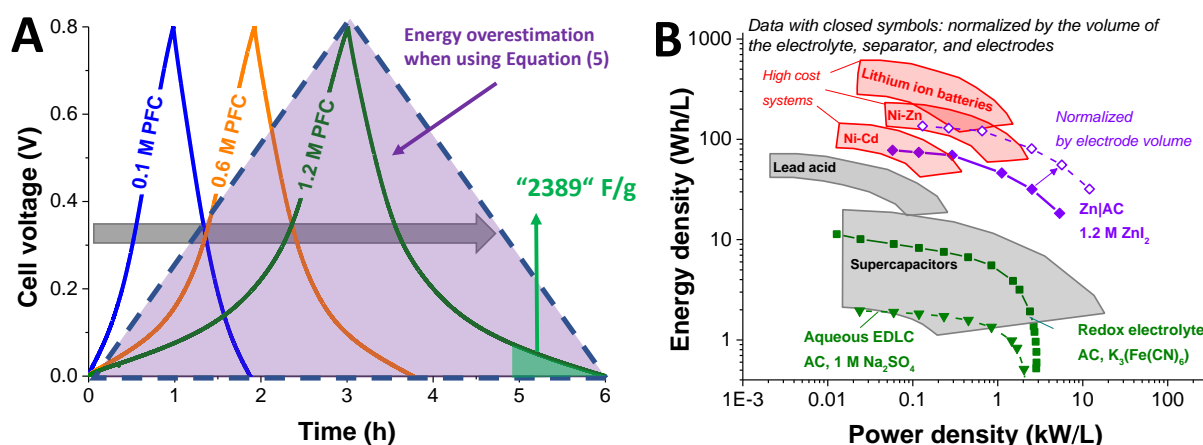 A
Cell voltage (V)
0.8
0.6
0.4
0.2
0.0
0 1 2 3 4 5 6
Time (h)
0.1 M PFC
0.6 M PFC
1.2 M PFC
Energy overestimation
when using Equation (5)
“2389“ F/g
B
Data with closed symbols: normalized by the volume of
the electrolyte, separator, and electrodes
Energy density (Wh/L)
1000
100
10
1
1E-3 0.01 0.1 1 10 100
Power density (kW/L)
High cost
systems
Lithium ion batteries
Ni-Zn
Ni-Cd
Lead acid
Normalized
by electrode volume
Zn|AC
1.2 M ZnI₂
Supercapacitors
Aqueous EDLC
AC, 1 M Na₂SO₄
Redox electrolyte
AC, K₃(Fe(CN)₆)